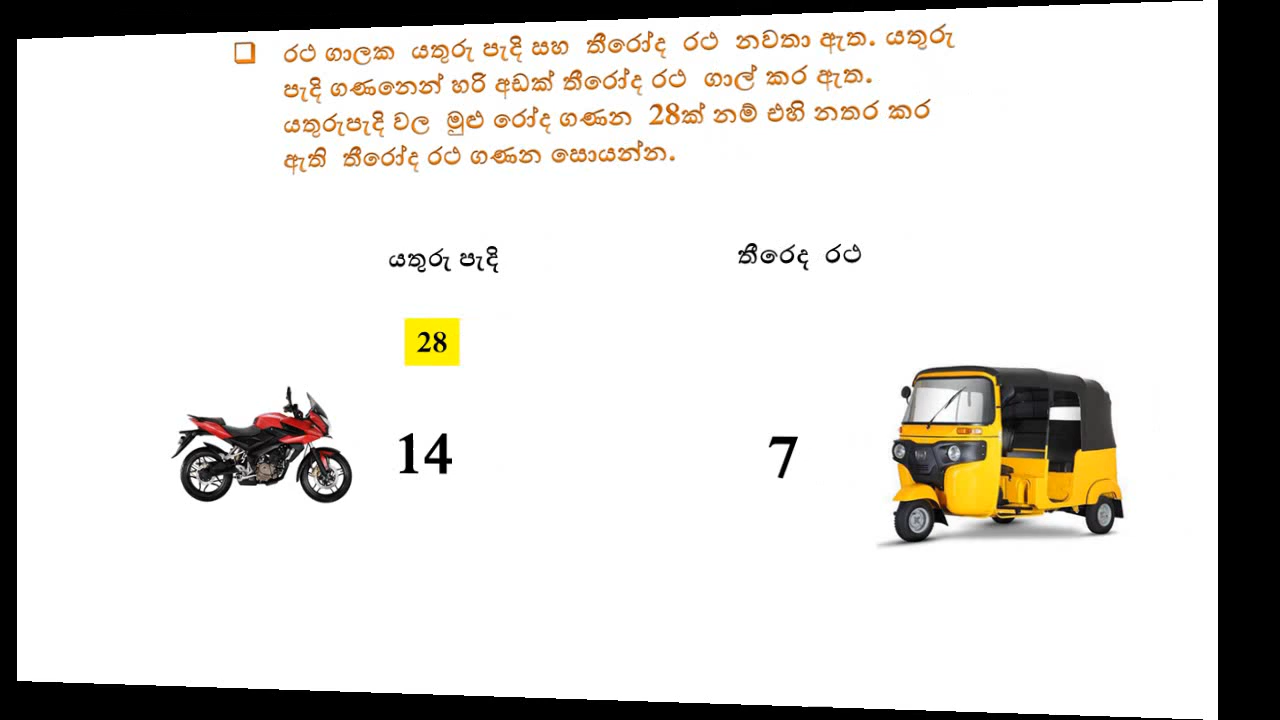 රථ ගාලක යතුරු පැදි සහ තීරෝද රථ නවතා ඇත. යතුරු
පැදි ගණනෙන් හරි අඩක් තීරෝද රථ ගාල් කර ඇත.
යතුරුපැදි වල මුළු රෝද ගණන 28ක් නම් එහි නතර කර
ඇති තීරෝද රථ ගණන සොයන්න.
යතුරු පැදි
තීරෙද රථ
28
14
7